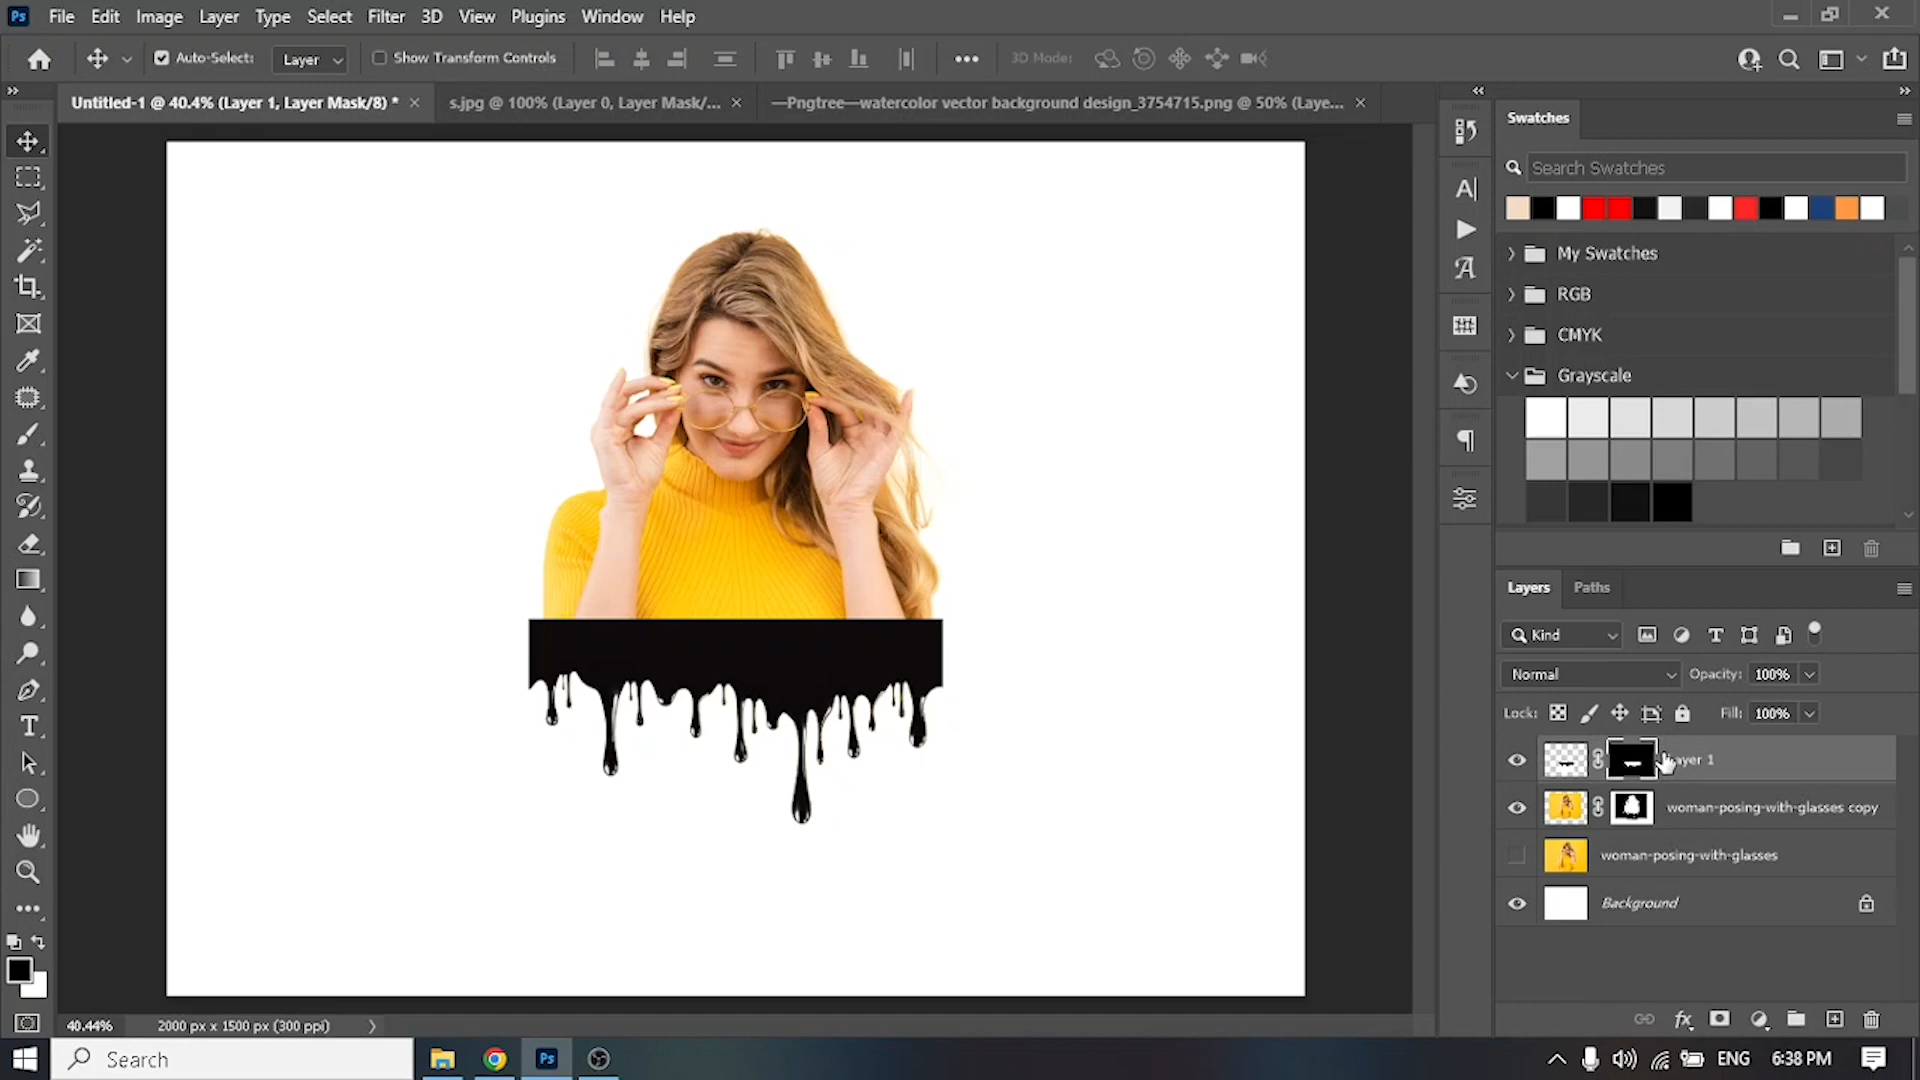 Ps File Edit Image Layer Type Select Filter 3D View Plugins Window Help
Auto-Select: Layer Show Transform Controls 3D Mode:
Untitled-1 @ 40.4% (Layer 1, Layer Mask/8) * s.jpg @ 100% (Layer 0, Layer Mask/... —Pngtree—watercolor vector background design_3754715.png @ 50% (Laye...
Swatches
Search Swatches
My Swatches
RGB
CMYK
Grayscale
Layers Paths
Kind
Normal Opacity: 100%
Lock: Fill: 100%
ayer 1
woman-posing-with-glasses copy
woman-posing-with-glasses
Background
40.44% 2000 px x 1500 px (300 ppi)
Search Ps ENG 6:38 PM